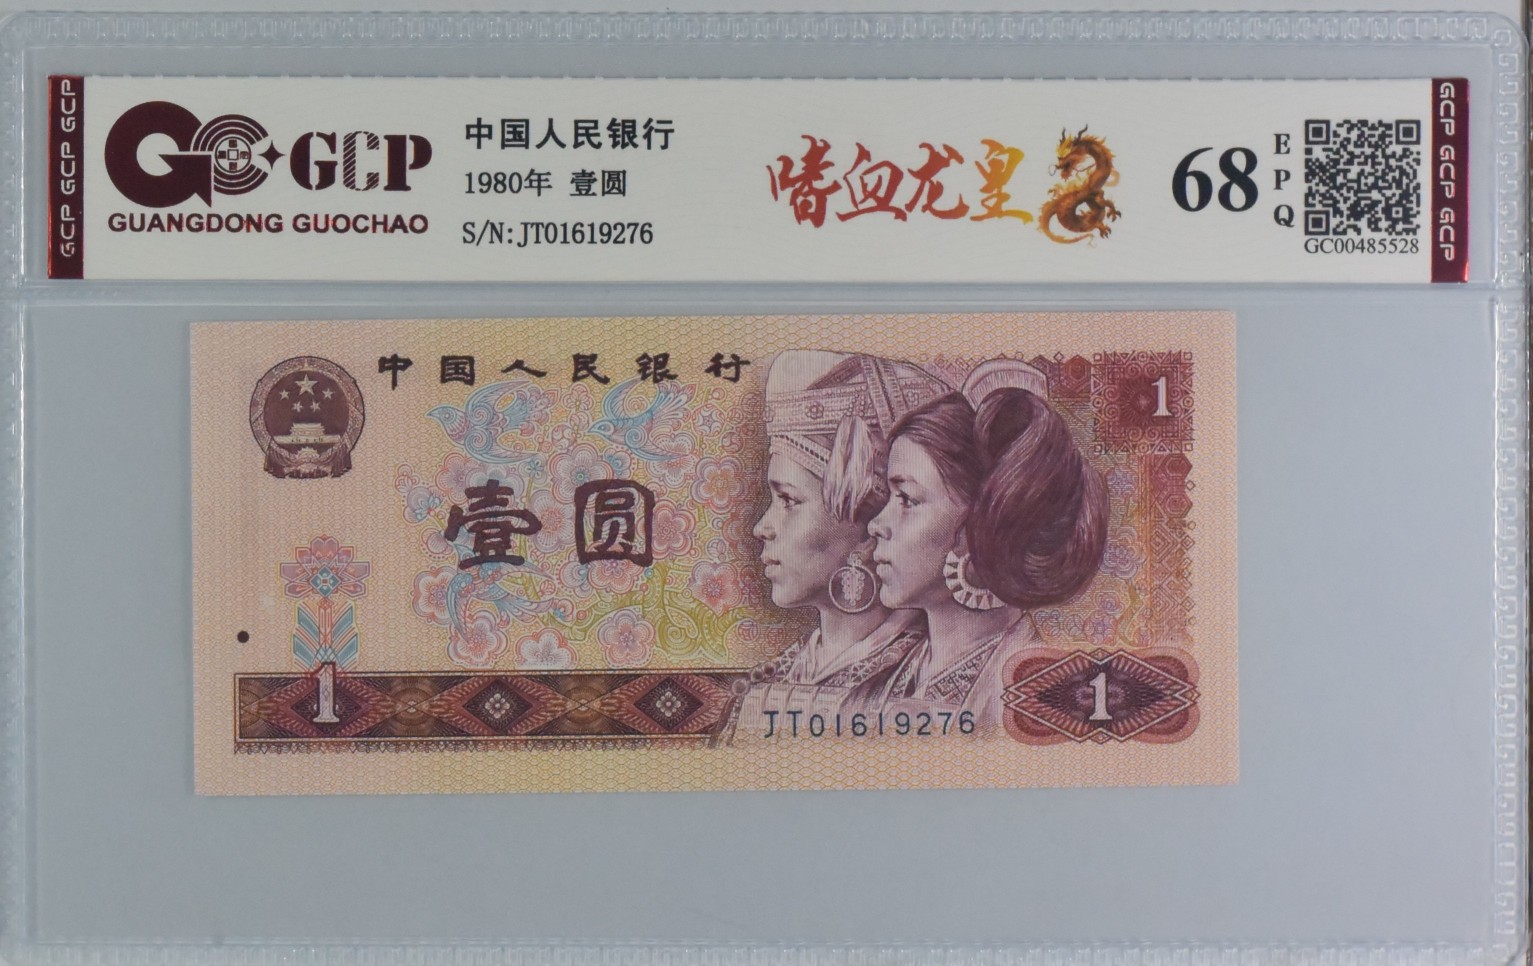 GCP GCP GCP
GCP
GUANGDONG GUOCHAO
中国人民银行
1980年 壹圆
S/N:JT01619276
嗜血龙皇
68
EPQ
GC00485528
GCP GCP GCP
中国人民银行
1
壹圆
1
1
JT01619276